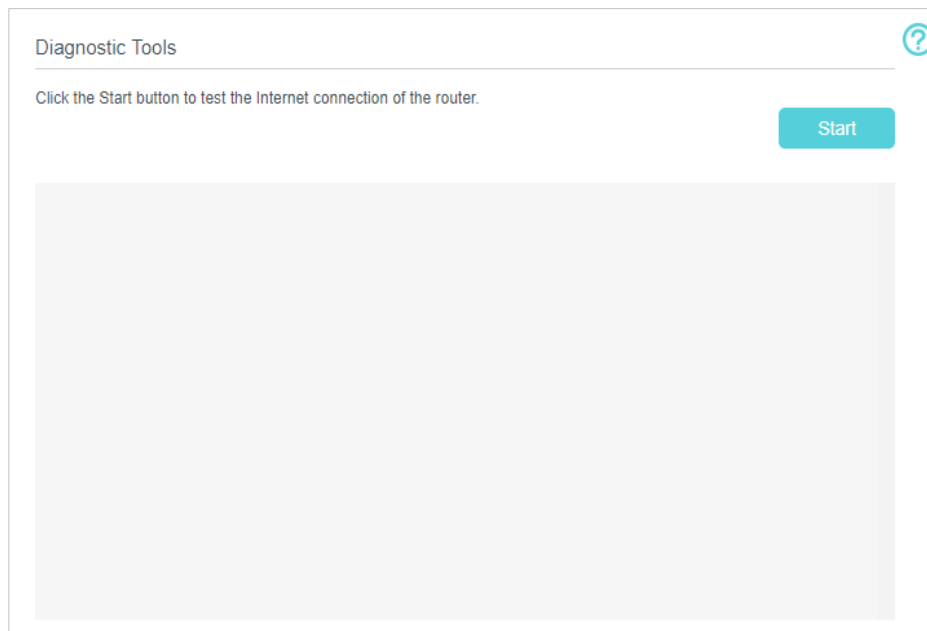 Diagnostic Tools
?
Click the Start button to test the Internet connection of the router.
Start